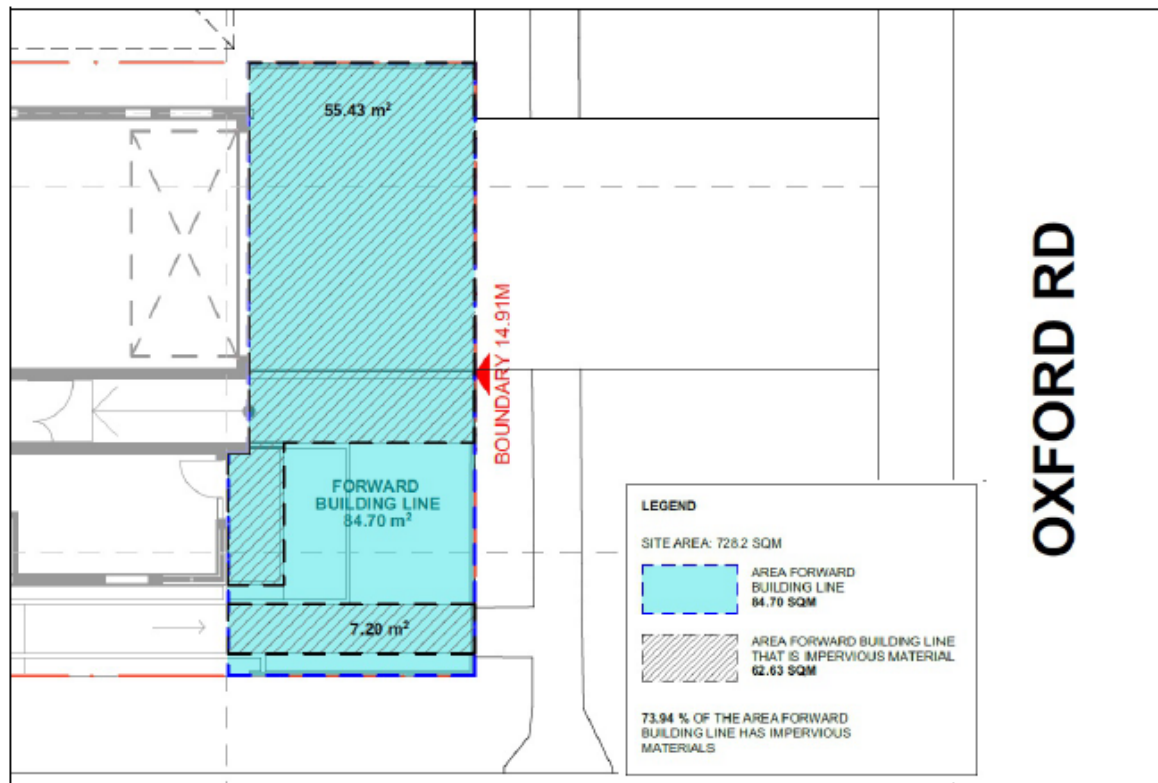 55.43 m²
BOUNDARY 14.91M
FORWARD
BUILDING LINE
84.70 m²
7.20 m²
OXFORD RD
LEGEND
SITE AREA: 728.2 SQM
AREA FORWARD
BUILDING LINE
84.70 SQM
AREA FORWARD BUILDING LINE
THAT IS IMPERVIOUS MATERIAL
62.63 SQM
73.94 % OF THE AREA FORWARD
BUILDING LINE HAS IMPERVIOUS
MATERIALS